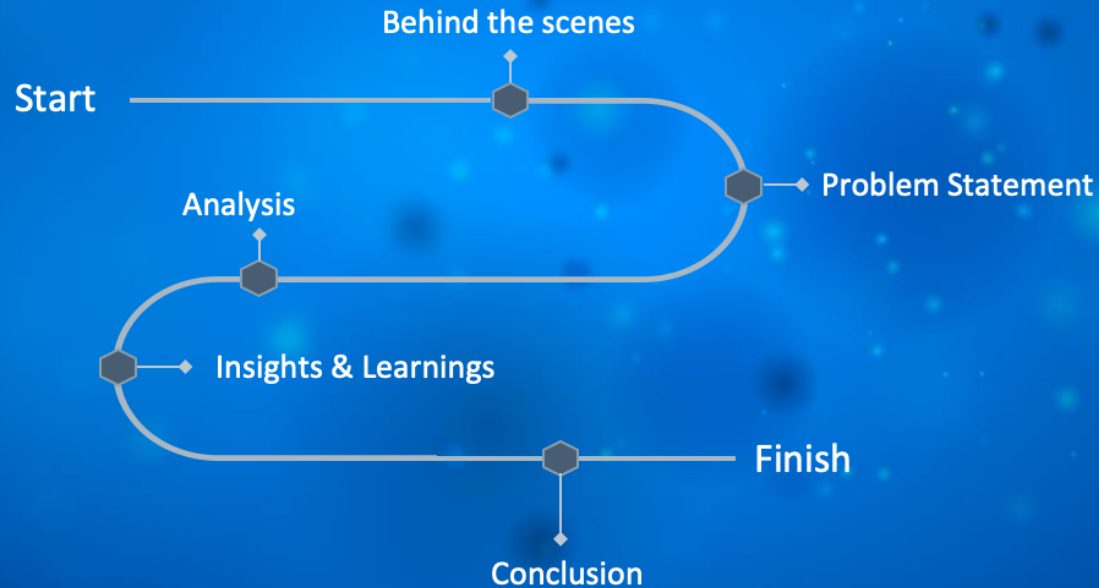 Behind the scenes
Start
Problem Statement
Analysis
Insights & Learnings
Finish
Conclusion